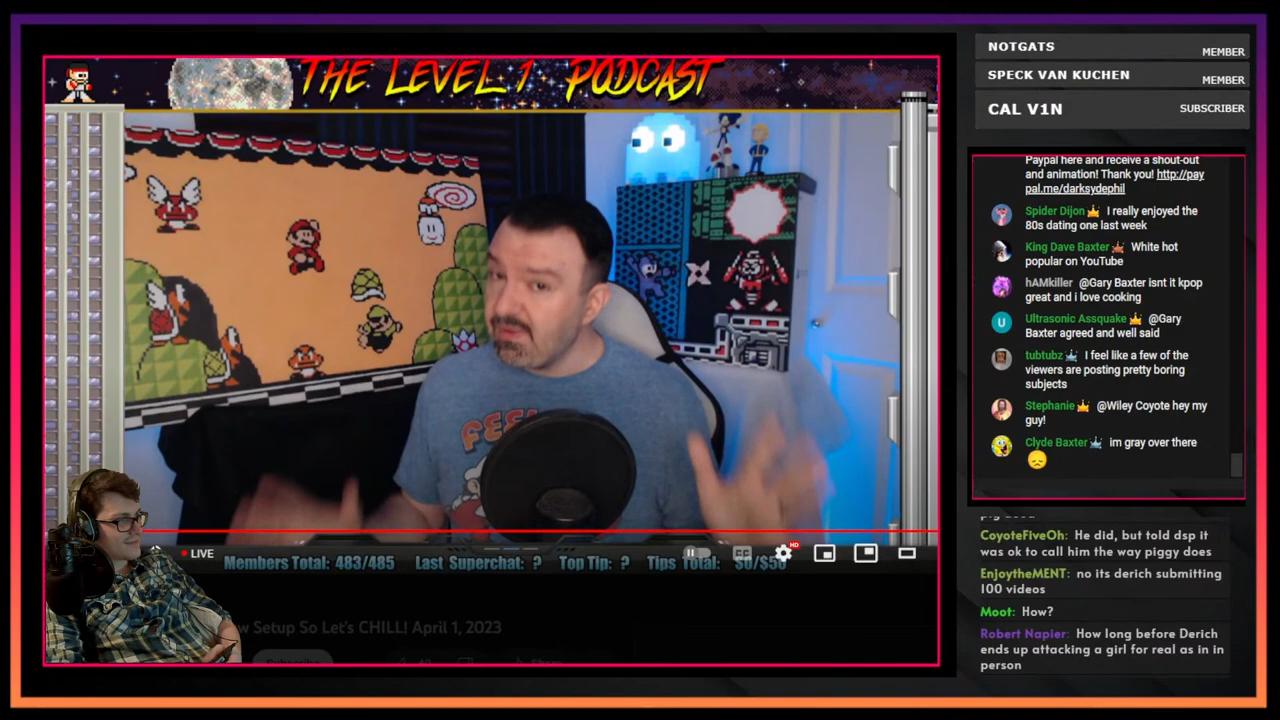 THE LEVEL 1 PODCAST
NOTGATS MEMBER
SPECK VAN KUCHEN MEMBER
CAL V1N SUBSCRIBER
Paypal here and receive a shout-out
and animation! Thank you! http://pay
pal.me/darksydephil
Spider Dijon I really enjoyed the
80s dating one last week
King Dave Baxter White hot
popular on YouTube
hAMkiller @Gary Baxter isnt it kpop
great and i love cooking
Ultrasonic Assquake @Gary
Baxter agreed and well said
U
tubtubz I feel like a few of the
viewers are posting pretty boring
subjects
Stephanie @Wiley Coyote hey my
guy!
Clyde Baxter im gray over there
CoyoteFiveOh: He did, but told dsp it
was ok to call him the way piggy does
EnjoytheMENT: no its derich submitting
100 videos
Moot: How?
Robert Napier: How long before Derich
ends up attacking a girl for real as in in
person
FEEL
LIVE
CC
HD
Members Total: 483/485 Last Superchat: ? Top Tip: ? Tips Total: $0/$50
Setup So Let's CHILL! April 1, 2023
Subscribe
Share